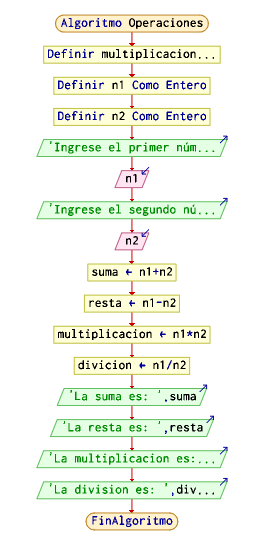 Algoritmo Operaciones
Definir multiplicacion...
Definir n1 Como Entero
Definir n2 Como Entero
'Ingrese el primer núm...
n1
'Ingrese el segundo nú...
n2
suma ← n1+n2
resta ← n1-n2
multiplicacion ← n1*n2
divicion ← n1/n2
'La suma es: ',suma
'La resta es: ',resta
'La multiplicacion es:...
'La division es: ',div...
FinAlgoritmo